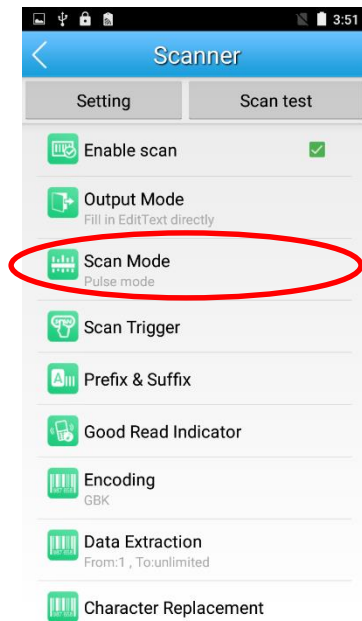 3:51
Scanner
Setting Scan test
Enable scan
Output Mode
Fill in EditText directly
Scan Mode
Pulse mode
Scan Trigger
Prefix & Suffix
Good Read Indicator
Encoding
GBK
Data Extraction
From:1 , To:unlimited
Character Replacement